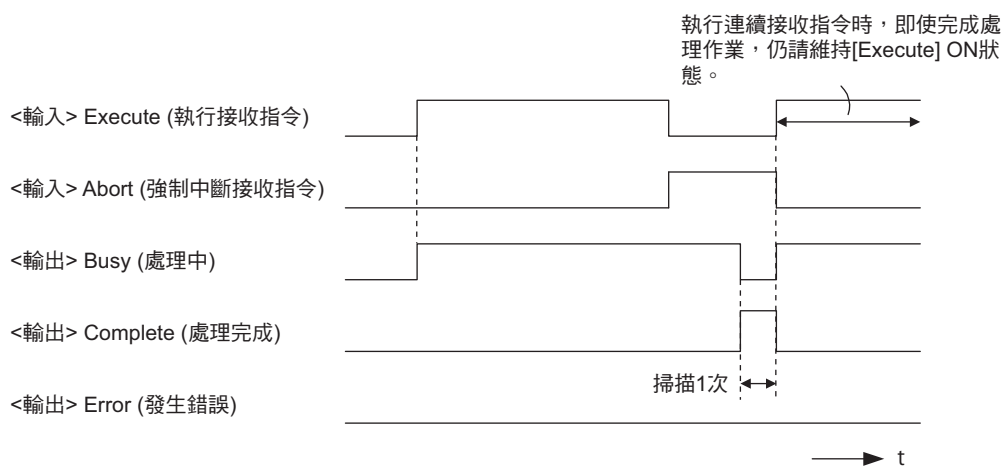 執行連續接收指令時，即使完成處
理作業，仍請維持[Execute] ON狀
態。
<輸入> Execute (執行接收指令)
<輸入> Abort (強制中斷接收指令)
<輸出> Busy (處理中)
<輸出> Complete (處理完成)
掃描1次
<輸出> Error (發生錯誤)
t